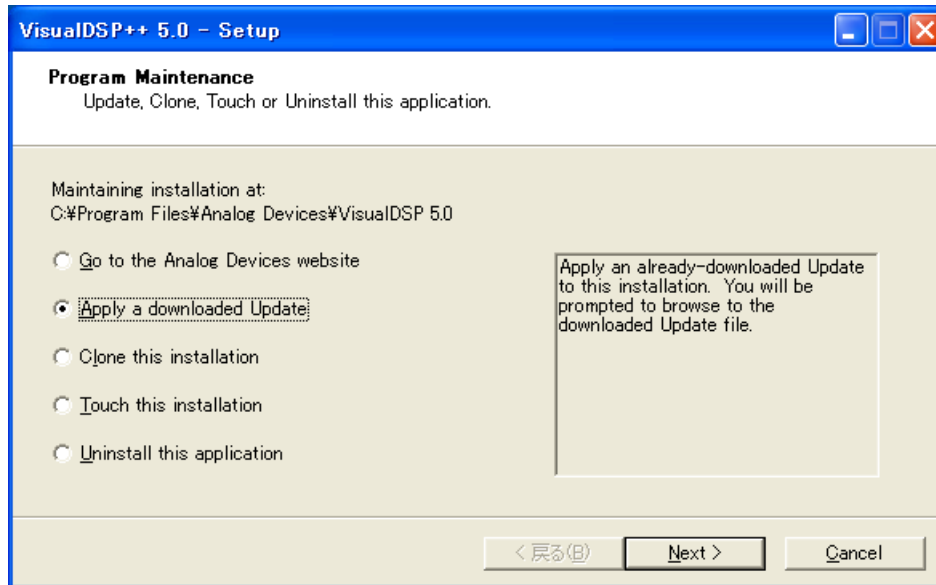 VisualDSP++ 5.0 - Setup
Program Maintenance
Update, Clone, Touch or Uninstall this application.
Maintaining installation at:
C:¥Program Files¥Analog Devices¥VisualDSP 5.0
Go to the Analog Devices website
Apply a downloaded Update
Clone this installation
Touch this installation
Uninstall this application
Apply an already-downloaded Update
to this installation. You will be
prompted to browse to the
downloaded Update file.
< 戻る(B)
Next >
Cancel